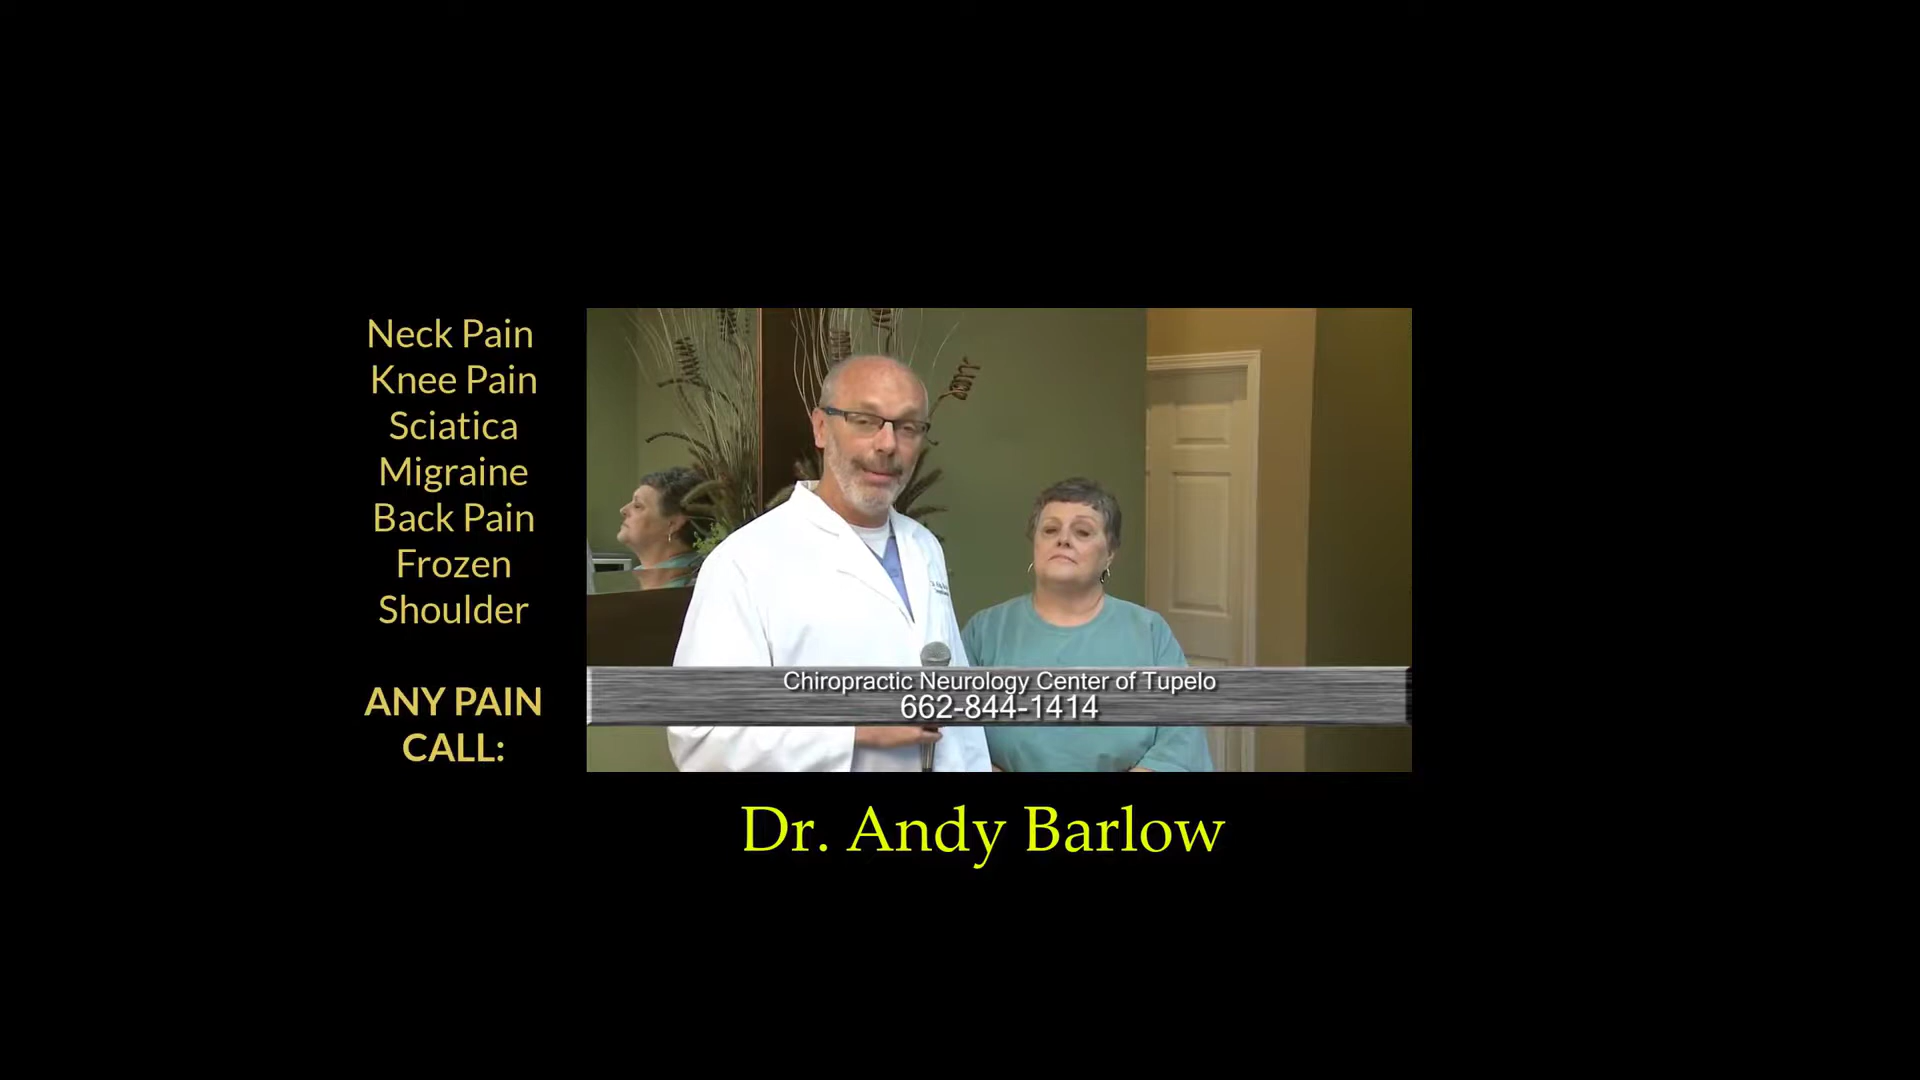 Neck Pain
Knee Pain
Sciatica
Migraine
Back Pain
Frozen
Shoulder
ANY PAIN
CALL:
Chiropractic Neurology Center of Tupelo
662-844-1414
Dr. Andy Barlow